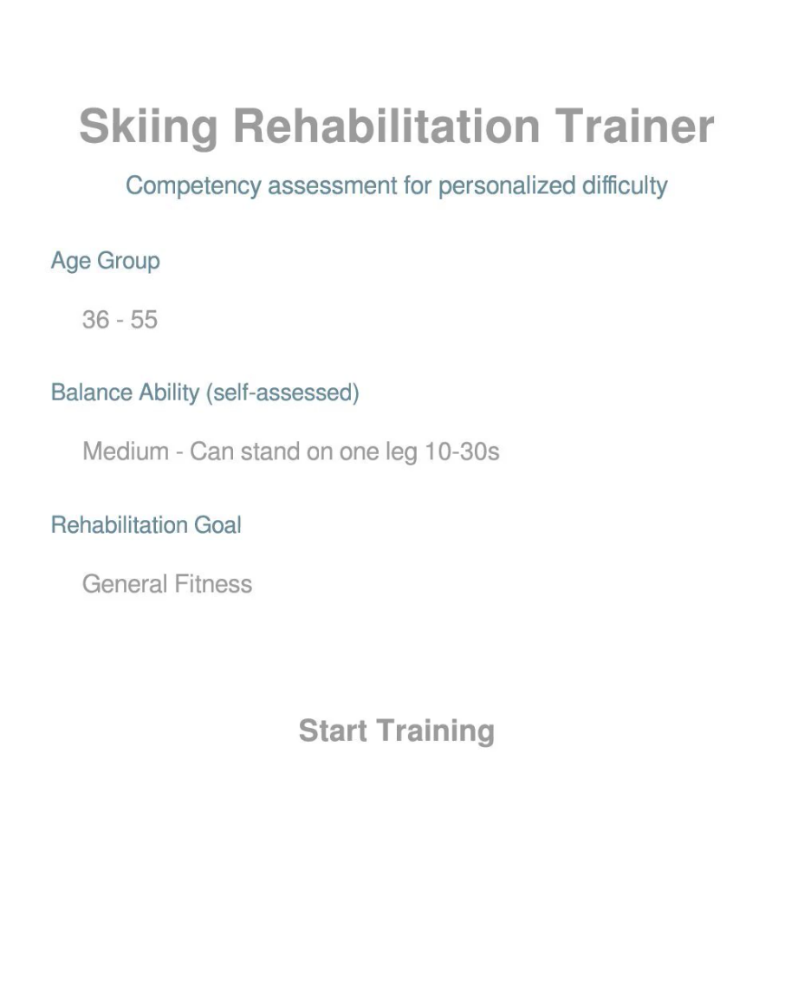 Skiing Rehabilitation Trainer
Competency assessment for personalized difficulty
Age Group
36 - 55
Balance Ability (self-assessed)
Medium - Can stand on one leg 10-30s
Rehabilitation Goal
General Fitness
Start Training